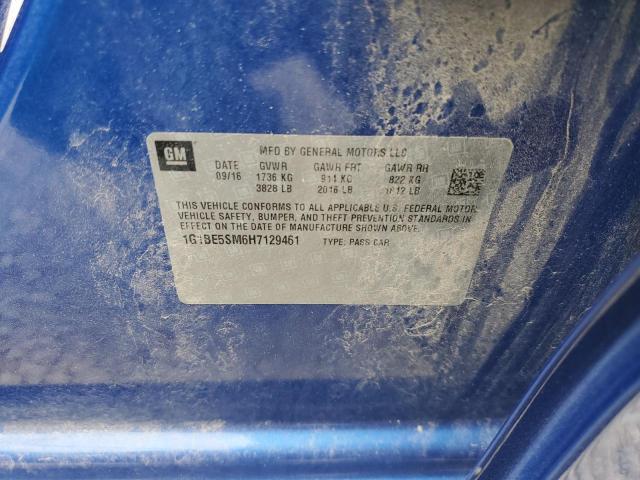 GM
MFD BY GENERAL MOTORS LLC
DATE GVWR GAWR FRT GAWR RR
09/16 1736 KG 911 KG 822 KG
3828 LB 2016 LB 1812 LB
THIS VEHICLE CONFORMS TO ALL APPLICABLE U.S. FEDERAL MOTOR
VEHICLE SAFETY, BUMPER, AND THEFT PREVENTION STANDARDS IN
EFFECT ON THE DATE OF MANUFACTURE SHOWN ABOVE.
1G1BE5SM6H7129461 TYPE: PASS CAR